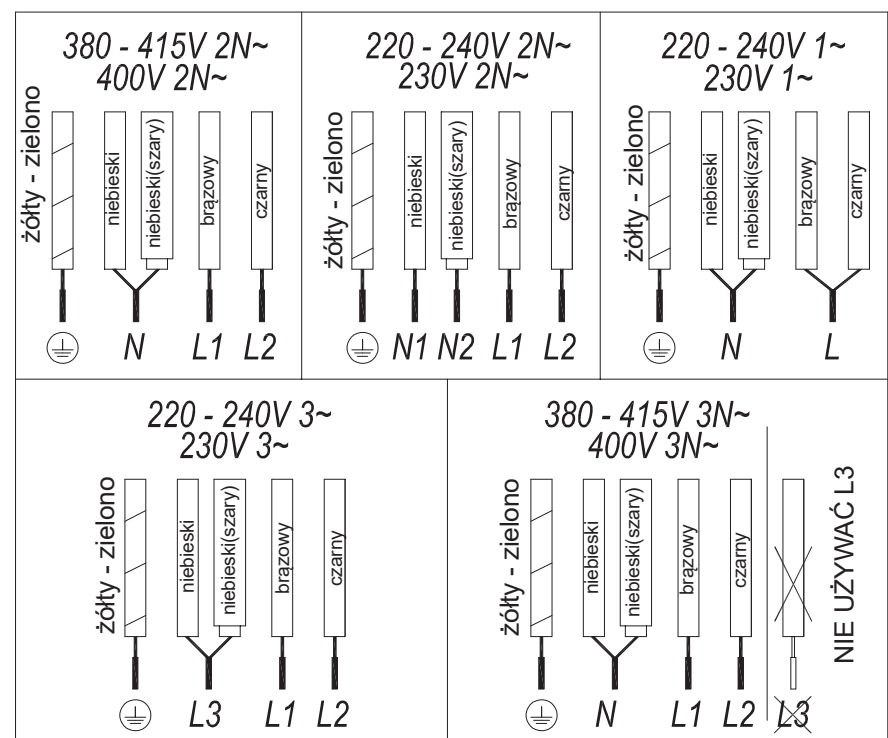 380 - 415V 2N~
400V 2N~
żółty - zielono
niebieski
niebieski(szary)
brązowy
czarny
N L1 L2
220 - 240V 2N~
230V 2N~
żółty - zielono
niebieski
niebieski(szary)
brązowy
czarny
N1 N2 L1 L2
220 - 240V 1~
230V 1~
żółty - zielono
niebieski
niebieski(szary)
brązowy
czarny
N L
220 - 240V 3~
230V 3~
żółty - zielono
niebieski
niebieski(szary)
brązowy
czarny
L3 L1 L2
380 - 415V 3N~
400V 3N~
żółty - zielono
niebieski
niebieski(szary)
brązowy
czarny
NIE UŻYWAĆ L3
N L1 L2 L3